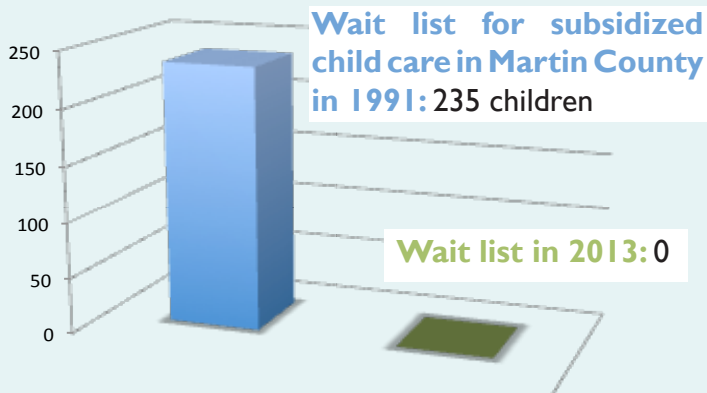 Wait list for subsidized
child care in Martin County
in 1991: 235 children
250
200
150
100
50
0
Wait list in 2013: 0